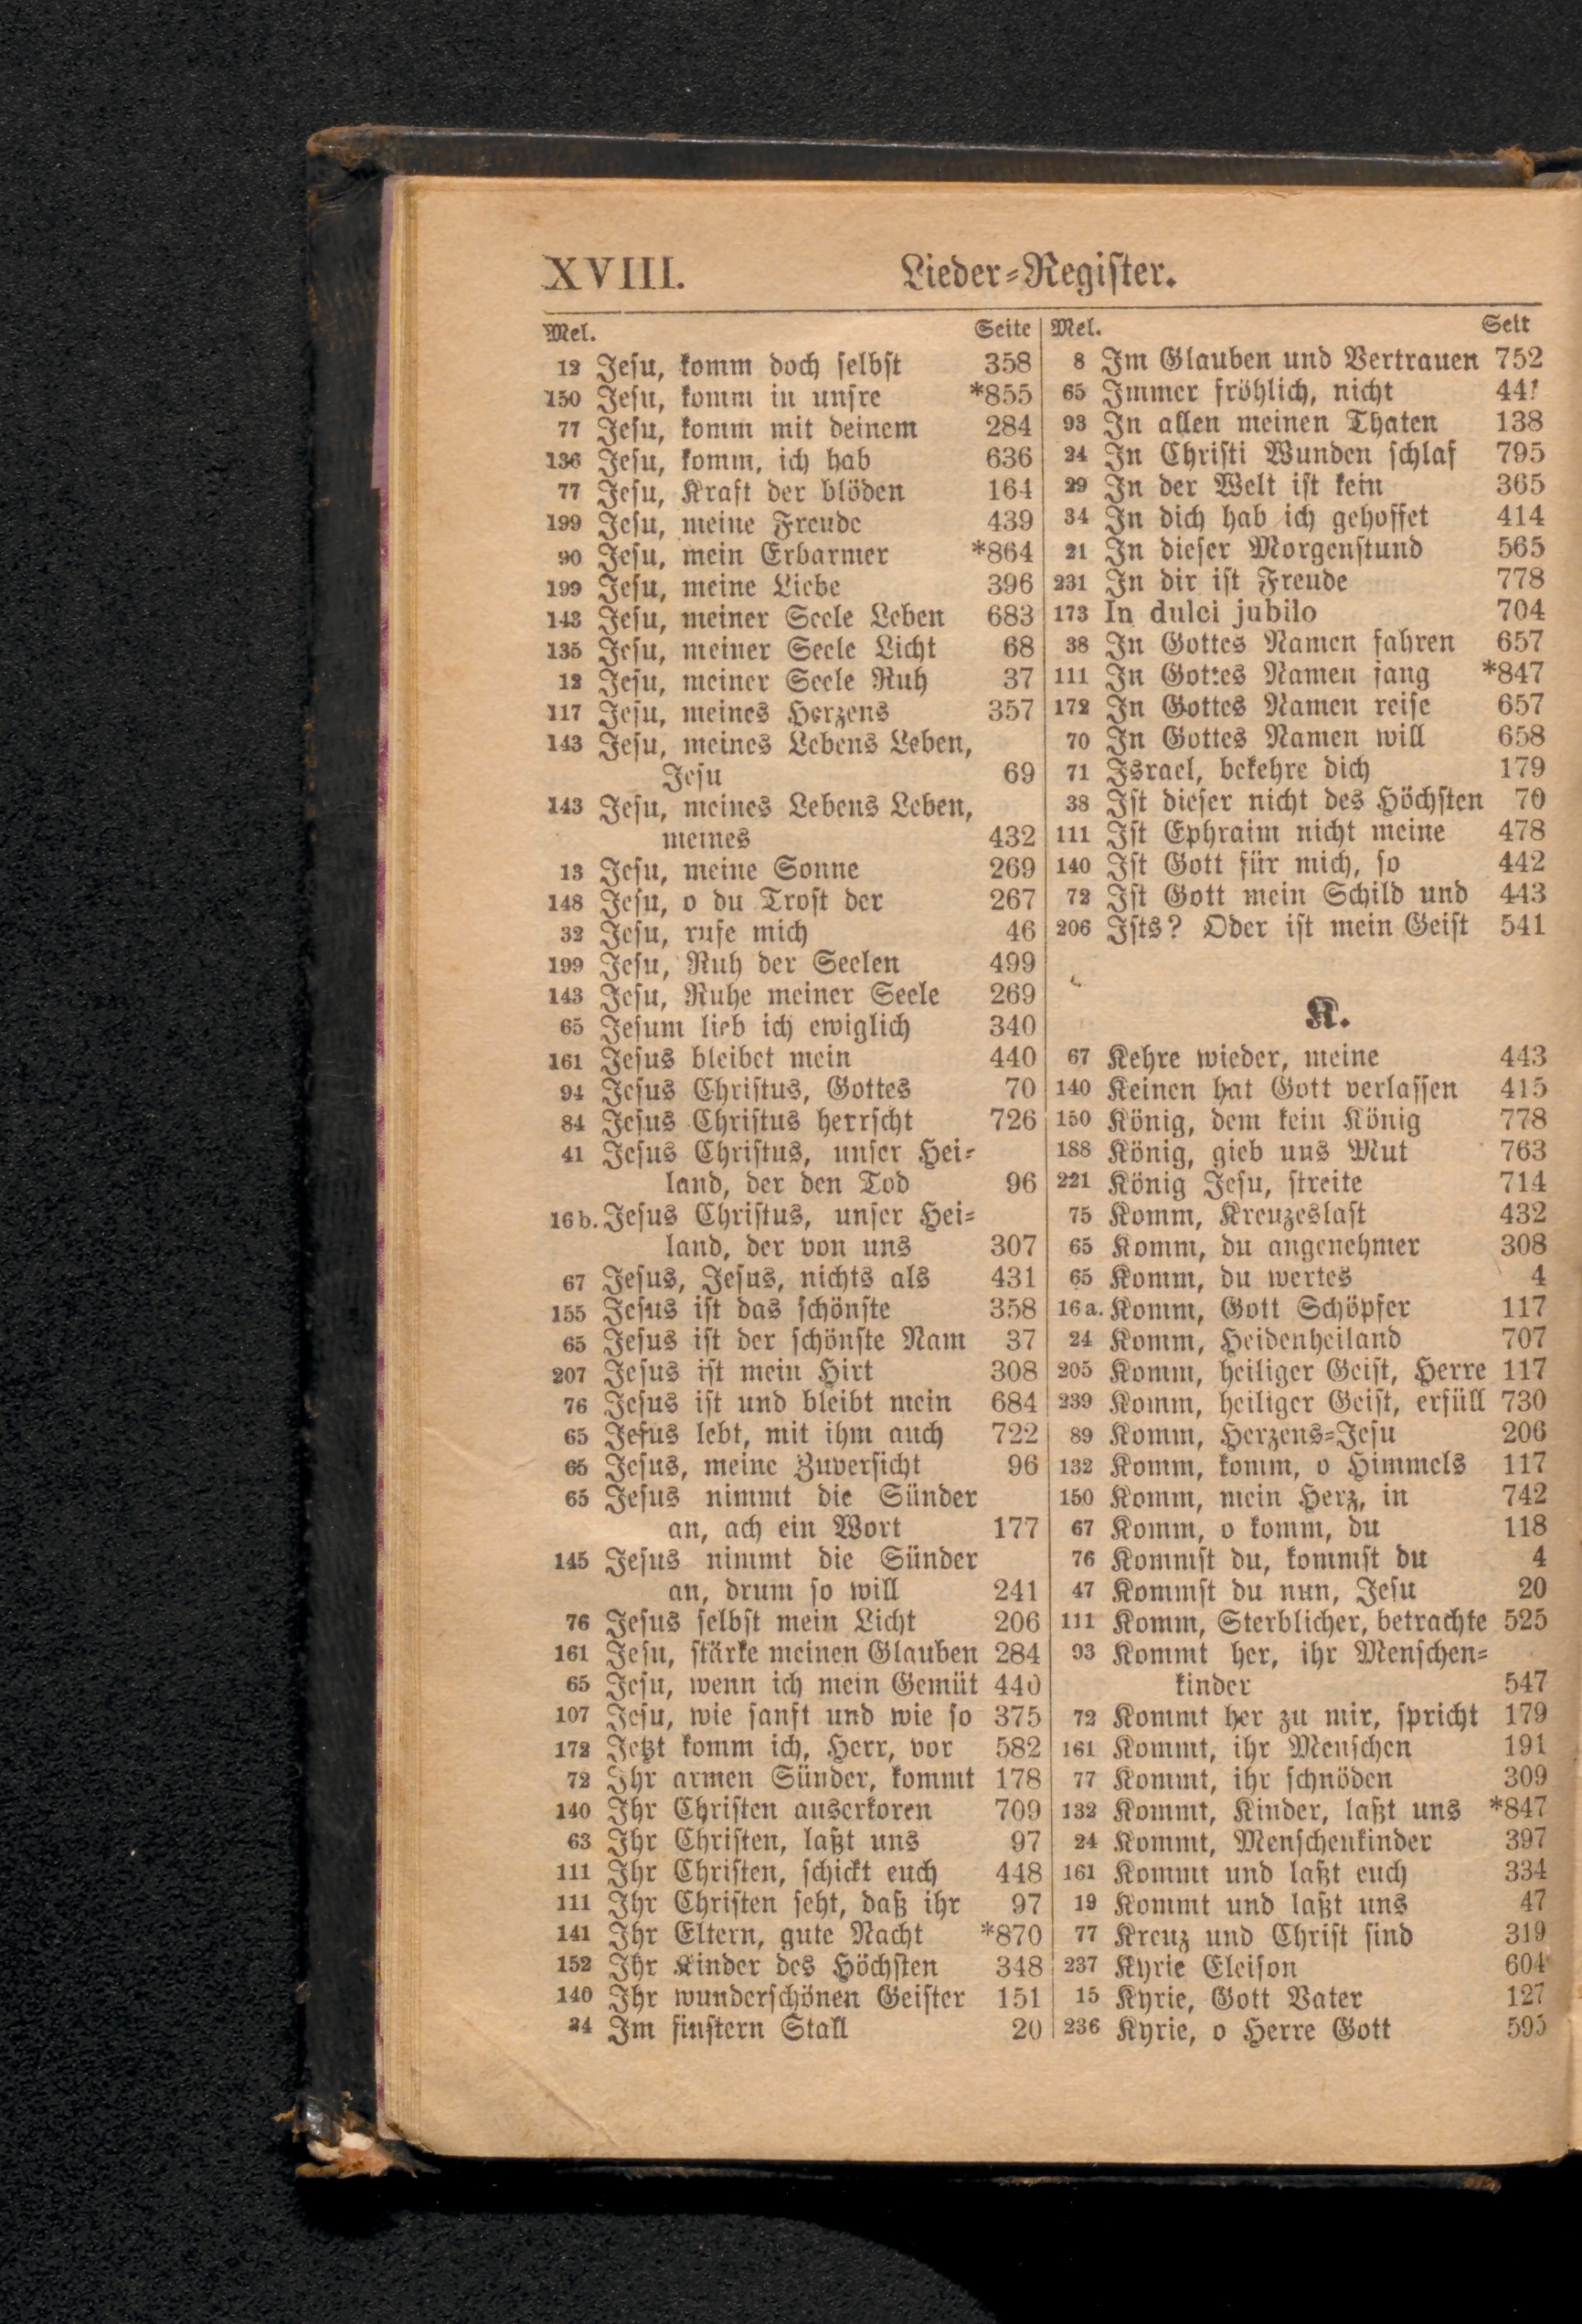 XVIII. Lieder-Register.
Mel. Seite
12 Jesu, komm doch selbst 358
150 Jesu, komm in unsre *855
77 Jesu, komm mit deinem 284
136 Jesu, komm, ich hab 636
77 Jesu, Kraft der blöden 164
199 Jesu, meine Freude 439
90 Jesu, mein Erbarmer *864
199 Jesu, meine Liebe 396
143 Jesu, meiner Seele Leben 683
135 Jesu, meiner Seele Licht 68
12 Jesu, meiner Seele Ruh 37
117 Jesu, meines Herzens 357
143 Jesu, meines Lebens Leben,
Jesu 69
143 Jesu, meines Lebens Leben,
meines 432
13 Jesu, meine Sonne 269
148 Jesu, o du Trost der 267
32 Jesu, rufe mich 46
199 Jesu, Ruh der Seelen 499
143 Jesu, Ruhe meiner Seele 269
65 Jesum lieb ich ewiglich 340
161 Jesus bleibet mein 440
94 Jesus Christus, Gottes 70
84 Jesus Christus herrscht 726
41 Jesus Christus, unser Hei-
land, der den Tod 96
16b. Jesus Christus, unser Hei-
land, der von uns 307
67 Jesus, Jesus, nichts als 431
155 Jesus ist das schönste 358
65 Jesus ist der schönste Nam 37
207 Jesus ist mein Hirt 308
76 Jesus ist und bleibt mein 684
65 Jesus lebt, mit ihm auch 722
65 Jesus, meine Zuversicht 96
65 Jesus nimmt die Sünder
an, ach ein Wort 177
145 Jesus nimmt die Sünder
an, drum so will 241
76 Jesus selbst mein Licht 206
161 Jesu, stärke meinen Glauben 284
65 Jesu, wenn ich mein Gemüt 440
107 Jesu, wie sanft und wie so 375
172 Jetzt komm ich, Herr, vor 582
72 Ihr armen Sünder, kommt 178
140 Ihr Christen auserkoren 709
63 Ihr Christen, laßt uns 97
111 Ihr Christen, schickt euch 448
111 Ihr Christen seht, daß ihr 97
141 Ihr Eltern, gute Nacht *870
152 Ihr Kinder des Höchsten 348
140 Ihr wunderschönen Geister 151
24 Im finstern Stall 20
Mel. Seit
8 Im Glauben und Vertrauen 752
65 Immer fröhlich, nicht
93 In allen meinen Thaten 138
24 In Christi Wunden schlaf 795
29 In der Welt ist kein 365
34 In dich hab ich gehoffet 414
21 In dieser Morgenstund 565
231 In dir ist Freude 778
173 In dulci jubilo 704
38 In Gottes Namen fahren 657
111 In Gottes Namen fang *847
172 In Gottes Namen reise 657
70 In Gottes Namen will 658
71 Israel, bekehre dich 179
38 Ist dieser nicht des Höchsten 70
111 Ist Ephraim nicht meine 478
140 Ist Gott für mich, so 442
72 Ist Gott mein Schild und 443
206 Ists? Oder ist mein Geist 541
K.
67 Kehre wieder, meine 443
140 Keinen hat Gott verlassen 415
150 König, dem kein König 778
188 König, gieb uns Mut 763
221 König Jesu, streite 714
75 Komm, Kreuzeslast 432
65 Komm, du angenehmer 308
65 Komm, du wertes 4
16a. Komm, Gott Schöpfer 117
24 Komm, Heidenheiland 707
205 Komm, heiliger Geist, Herre 117
239 Komm, heiliger Geist, erfüll 730
89 Komm, Herzens-Jesu 206
132 Komm, komm, o Himmels 117
150 Komm, mein Herz, in 742
67 Komm, o komm, du 118
76 Kommst du, kommst du 4
47 Kommst du nun, Jesu 20
111 Komm, Sterblicher, betrachte 525
93 Kommt her, ihr Menschen-
kinder 547
72 Kommt her zu mir, spricht 179
161 Kommt, ihr Menschen 191
77 Kommt, ihr schnöden 309
132 Kommt, Kinder, laßt uns *847
24 Kommt, Menschenkinder 397
161 Kommt und laßt euch 334
19 Kommt und laßt uns 47
77 Kreuz und Christ sind 319
237 Kyrie Eleison 604
15 Kyrie, Gott Vater 127
236 Kyrie, o Herre Gott 595